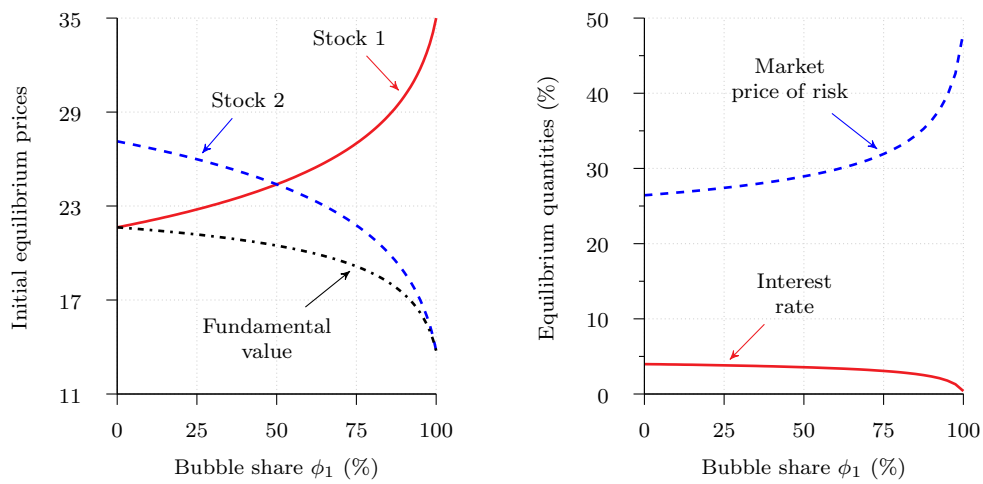 35
29
23
17
11
Initial equilibrium prices
Stock 1
Stock 2
Fundamental
value
0
25
50
75
100
Bubble share ϕ₁ (%)
50
40
30
20
10
0
Equilibrium quantities (%)
Market
price of risk
Interest
rate
0
25
50
75
100
Bubble share ϕ₁ (%)